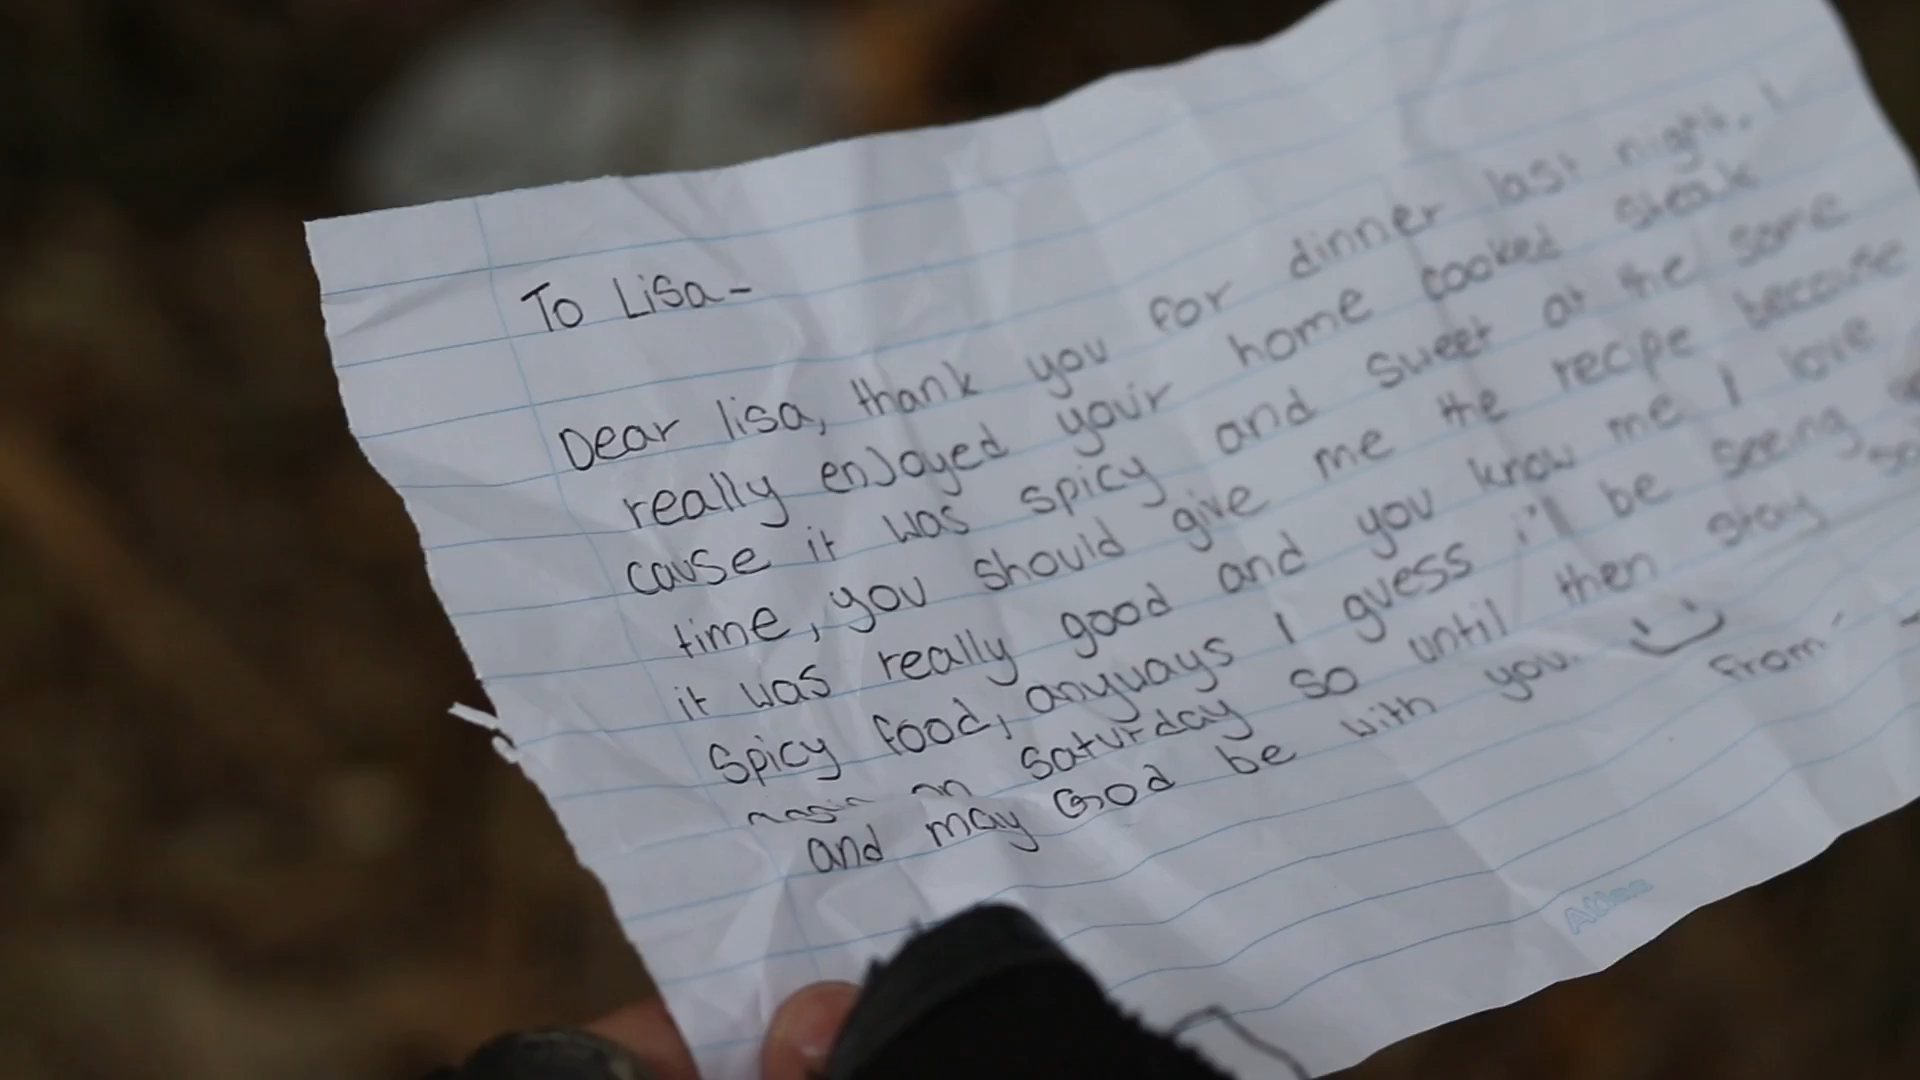 To Lisa-
Dear lisa, thank you for dinner last night, I
really enjoyed your home cooked steak
cause it was spicy and sweet at the same
time, you should give me the recipe because
it was really good and you know me I love
Spicy food, anyways I guess i'll be seeing
again on Saturday so until then stay
and may God be with you.
From-